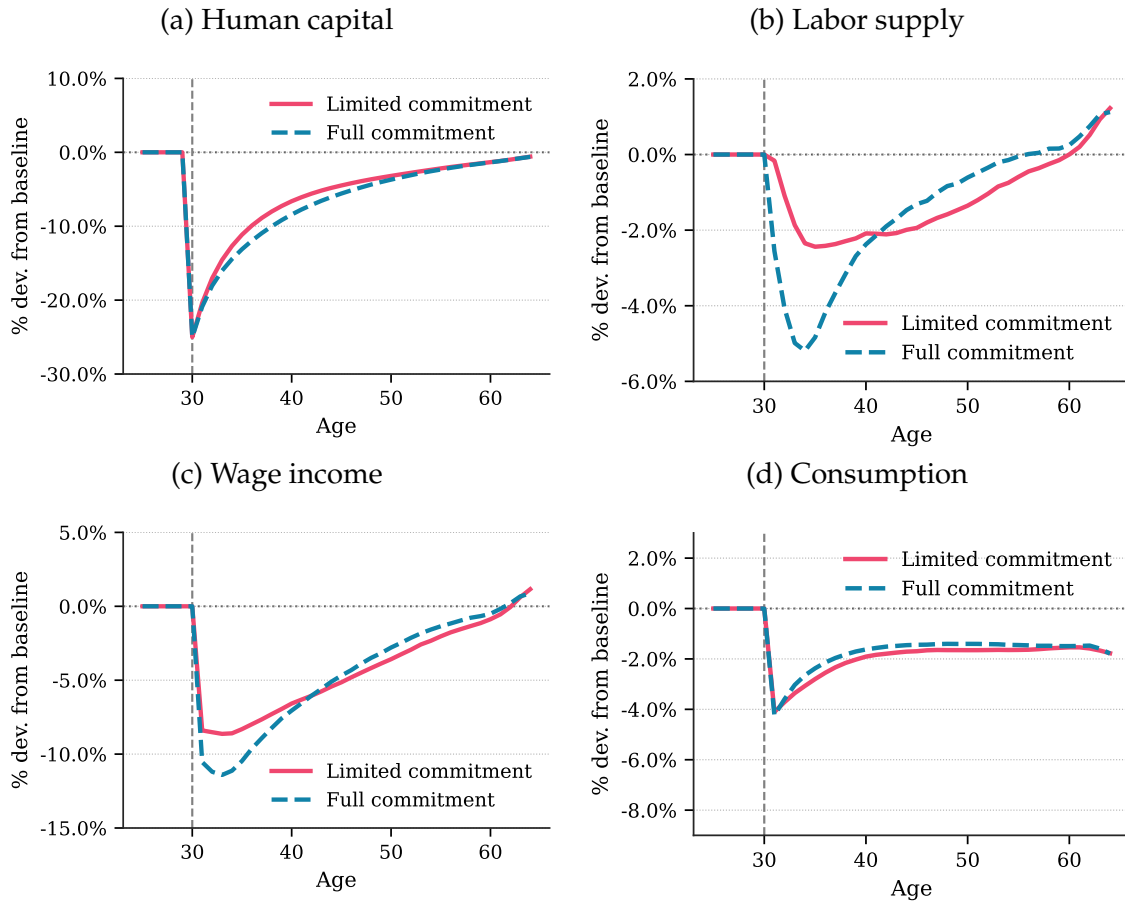 (a) Human capital
10.0%
0.0%
-10.0%
-20.0%
-30.0%
% dev. from baseline
Limited commitment
Full commitment
30
40
50
60
Age
(b) Labor supply
2.0%
0.0%
-2.0%
-4.0%
-6.0%
% dev. from baseline
Limited commitment
Full commitment
30
40
50
60
Age
(c) Wage income
5.0%
0.0%
-5.0%
-10.0%
-15.0%
% dev. from baseline
Limited commitment
Full commitment
30
40
50
60
Age
(d) Consumption
2.0%
0.0%
-2.0%
-4.0%
-6.0%
-8.0%
% dev. from baseline
Limited commitment
Full commitment
30
40
50
60
Age